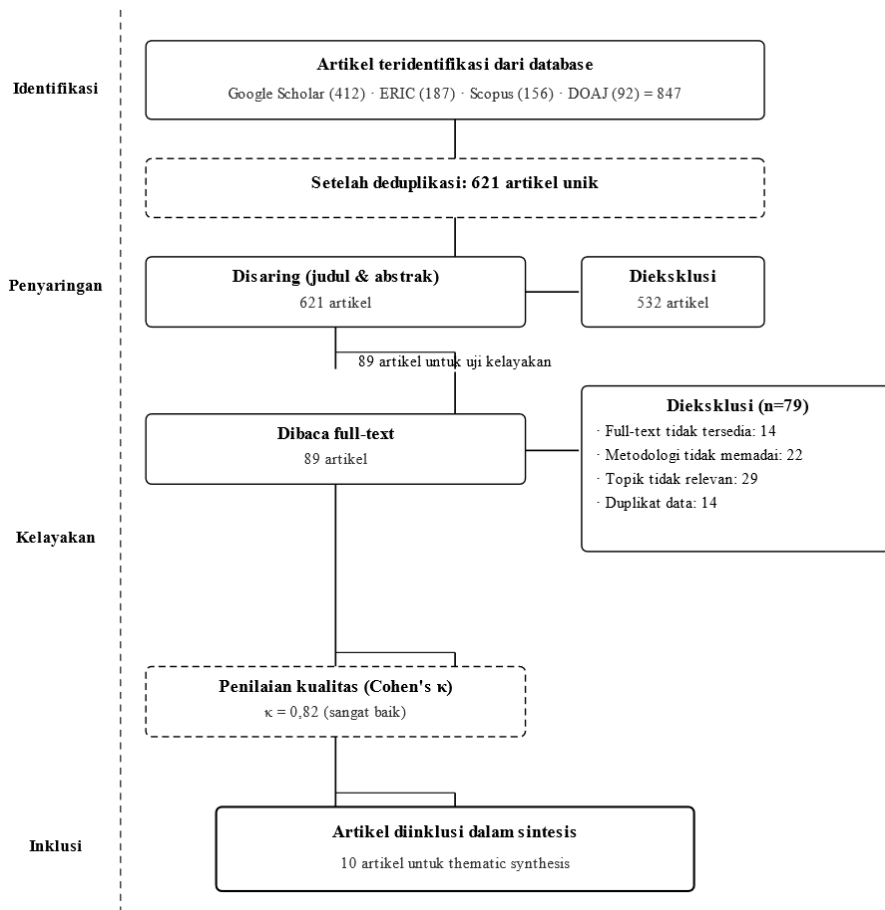 Identifikasi
Artikel teridentifikasi dari database
Google Scholar (412) · ERIC (187) · Scopus (156) · DOAJ (92) = 847
Setelah deduplikasi: 621 artikel unik
Penyaringan
Disaring (judul & abstrak)
621 artikel
Dieksklusi
532 artikel
89 artikel untuk uji kelayakan
Kelayakan
Dibaca full-text
89 artikel
Dieksklusi (n=79)
· Full-text tidak tersedia: 14
· Metodologi tidak memadai: 22
· Topik tidak relevan: 29
· Duplikat data: 14
Penilaian kualitas (Cohen's κ)
κ = 0,82 (sangat baik)
Inklusi
Artikel diinklusi dalam sintesis
10 artikel untuk thematic synthesis